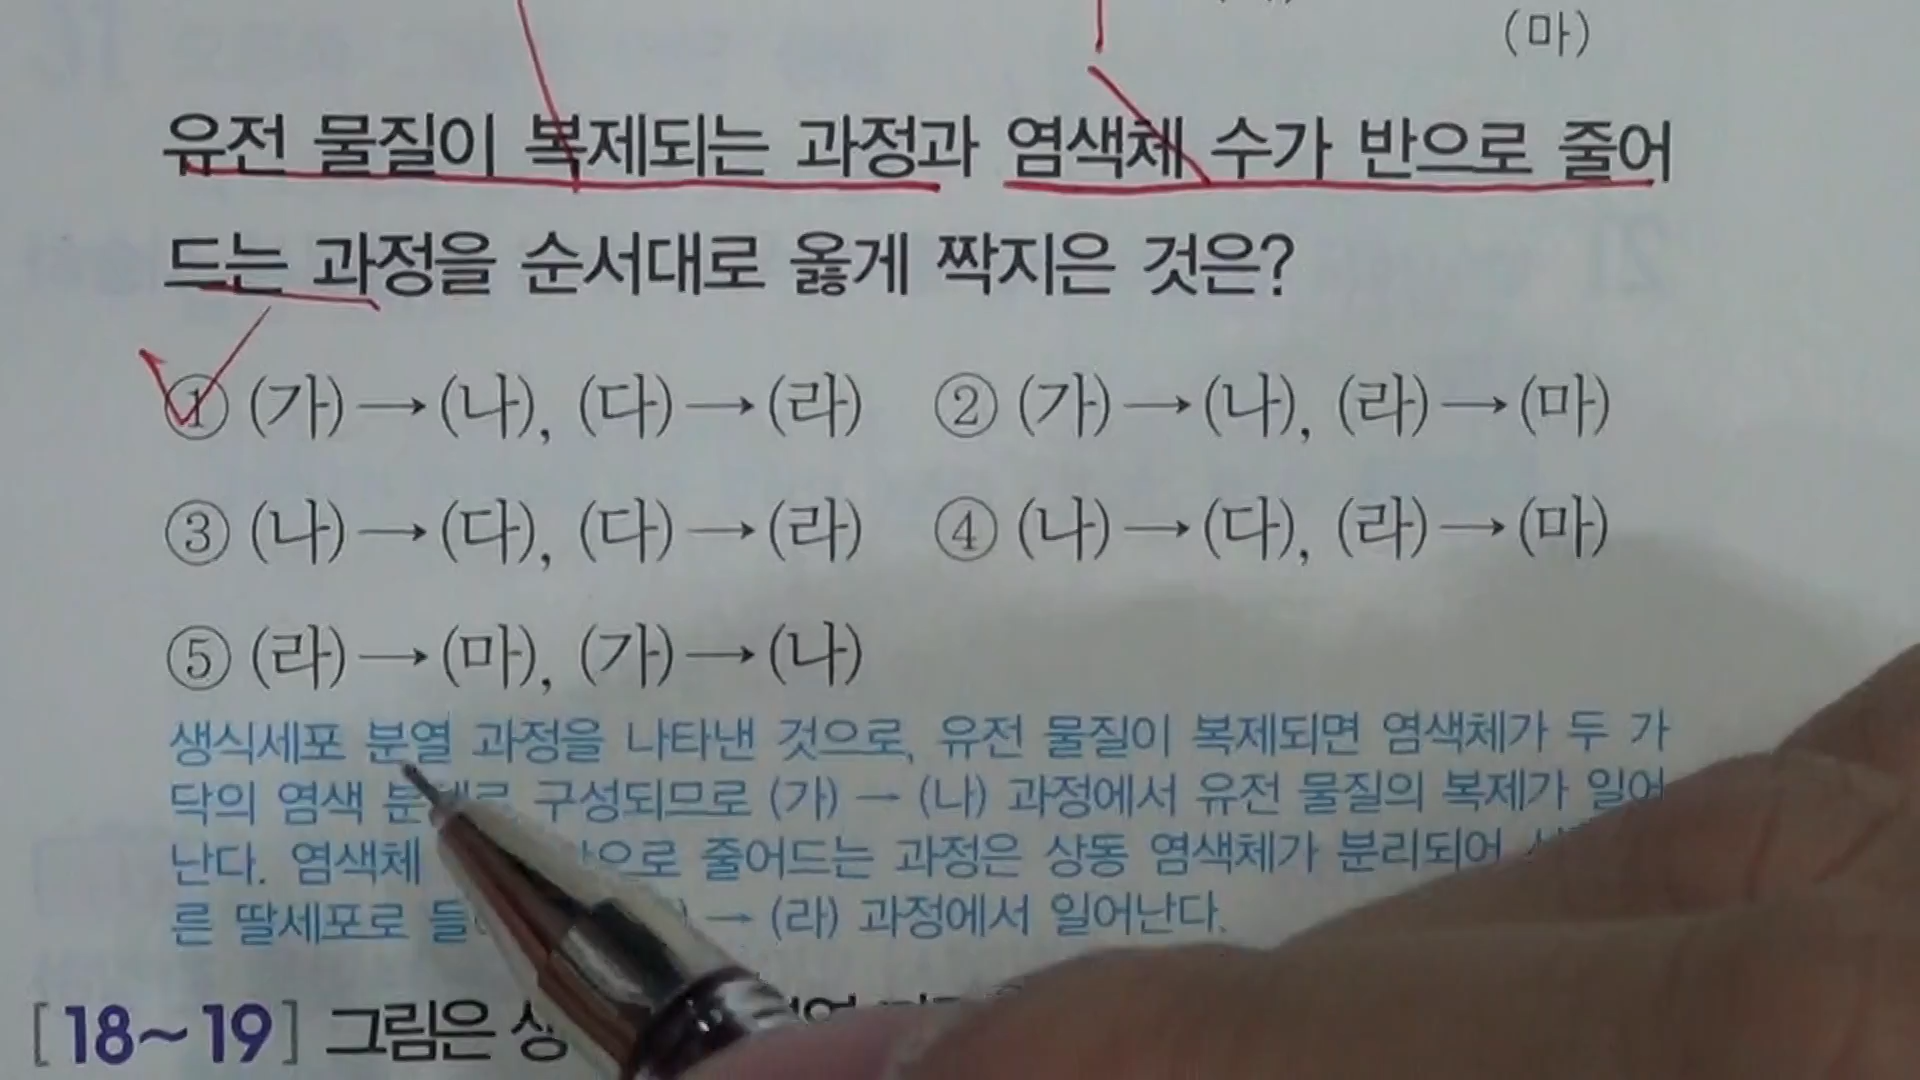 (마)
유전 물질이 복제되는 과정과 염색체 수가 반으로 줄어
드는 과정을 순서대로 옳게 짝지은 것은?
① (가)→(나), (다)→(라) ② (가)→(나), (라)→(마)
③ (나)→(다), (다)→(라) ④ (나)→(다), (라)→(마)
⑤ (라)→(마), (가)→(나)
생식세포 분열 과정을 나타낸 것으로, 유전 물질이 복제되면 염색체가 두 가
닥의 염색 구성되므로 (가) → (나) 과정에서 유전 물질의 복제가 일어
난다. 염색체 줄어드는 과정은 상동 염색체가 분리되어
른 딸세포로 → (라) 과정에서 일어난다.
[18~19] 그림은